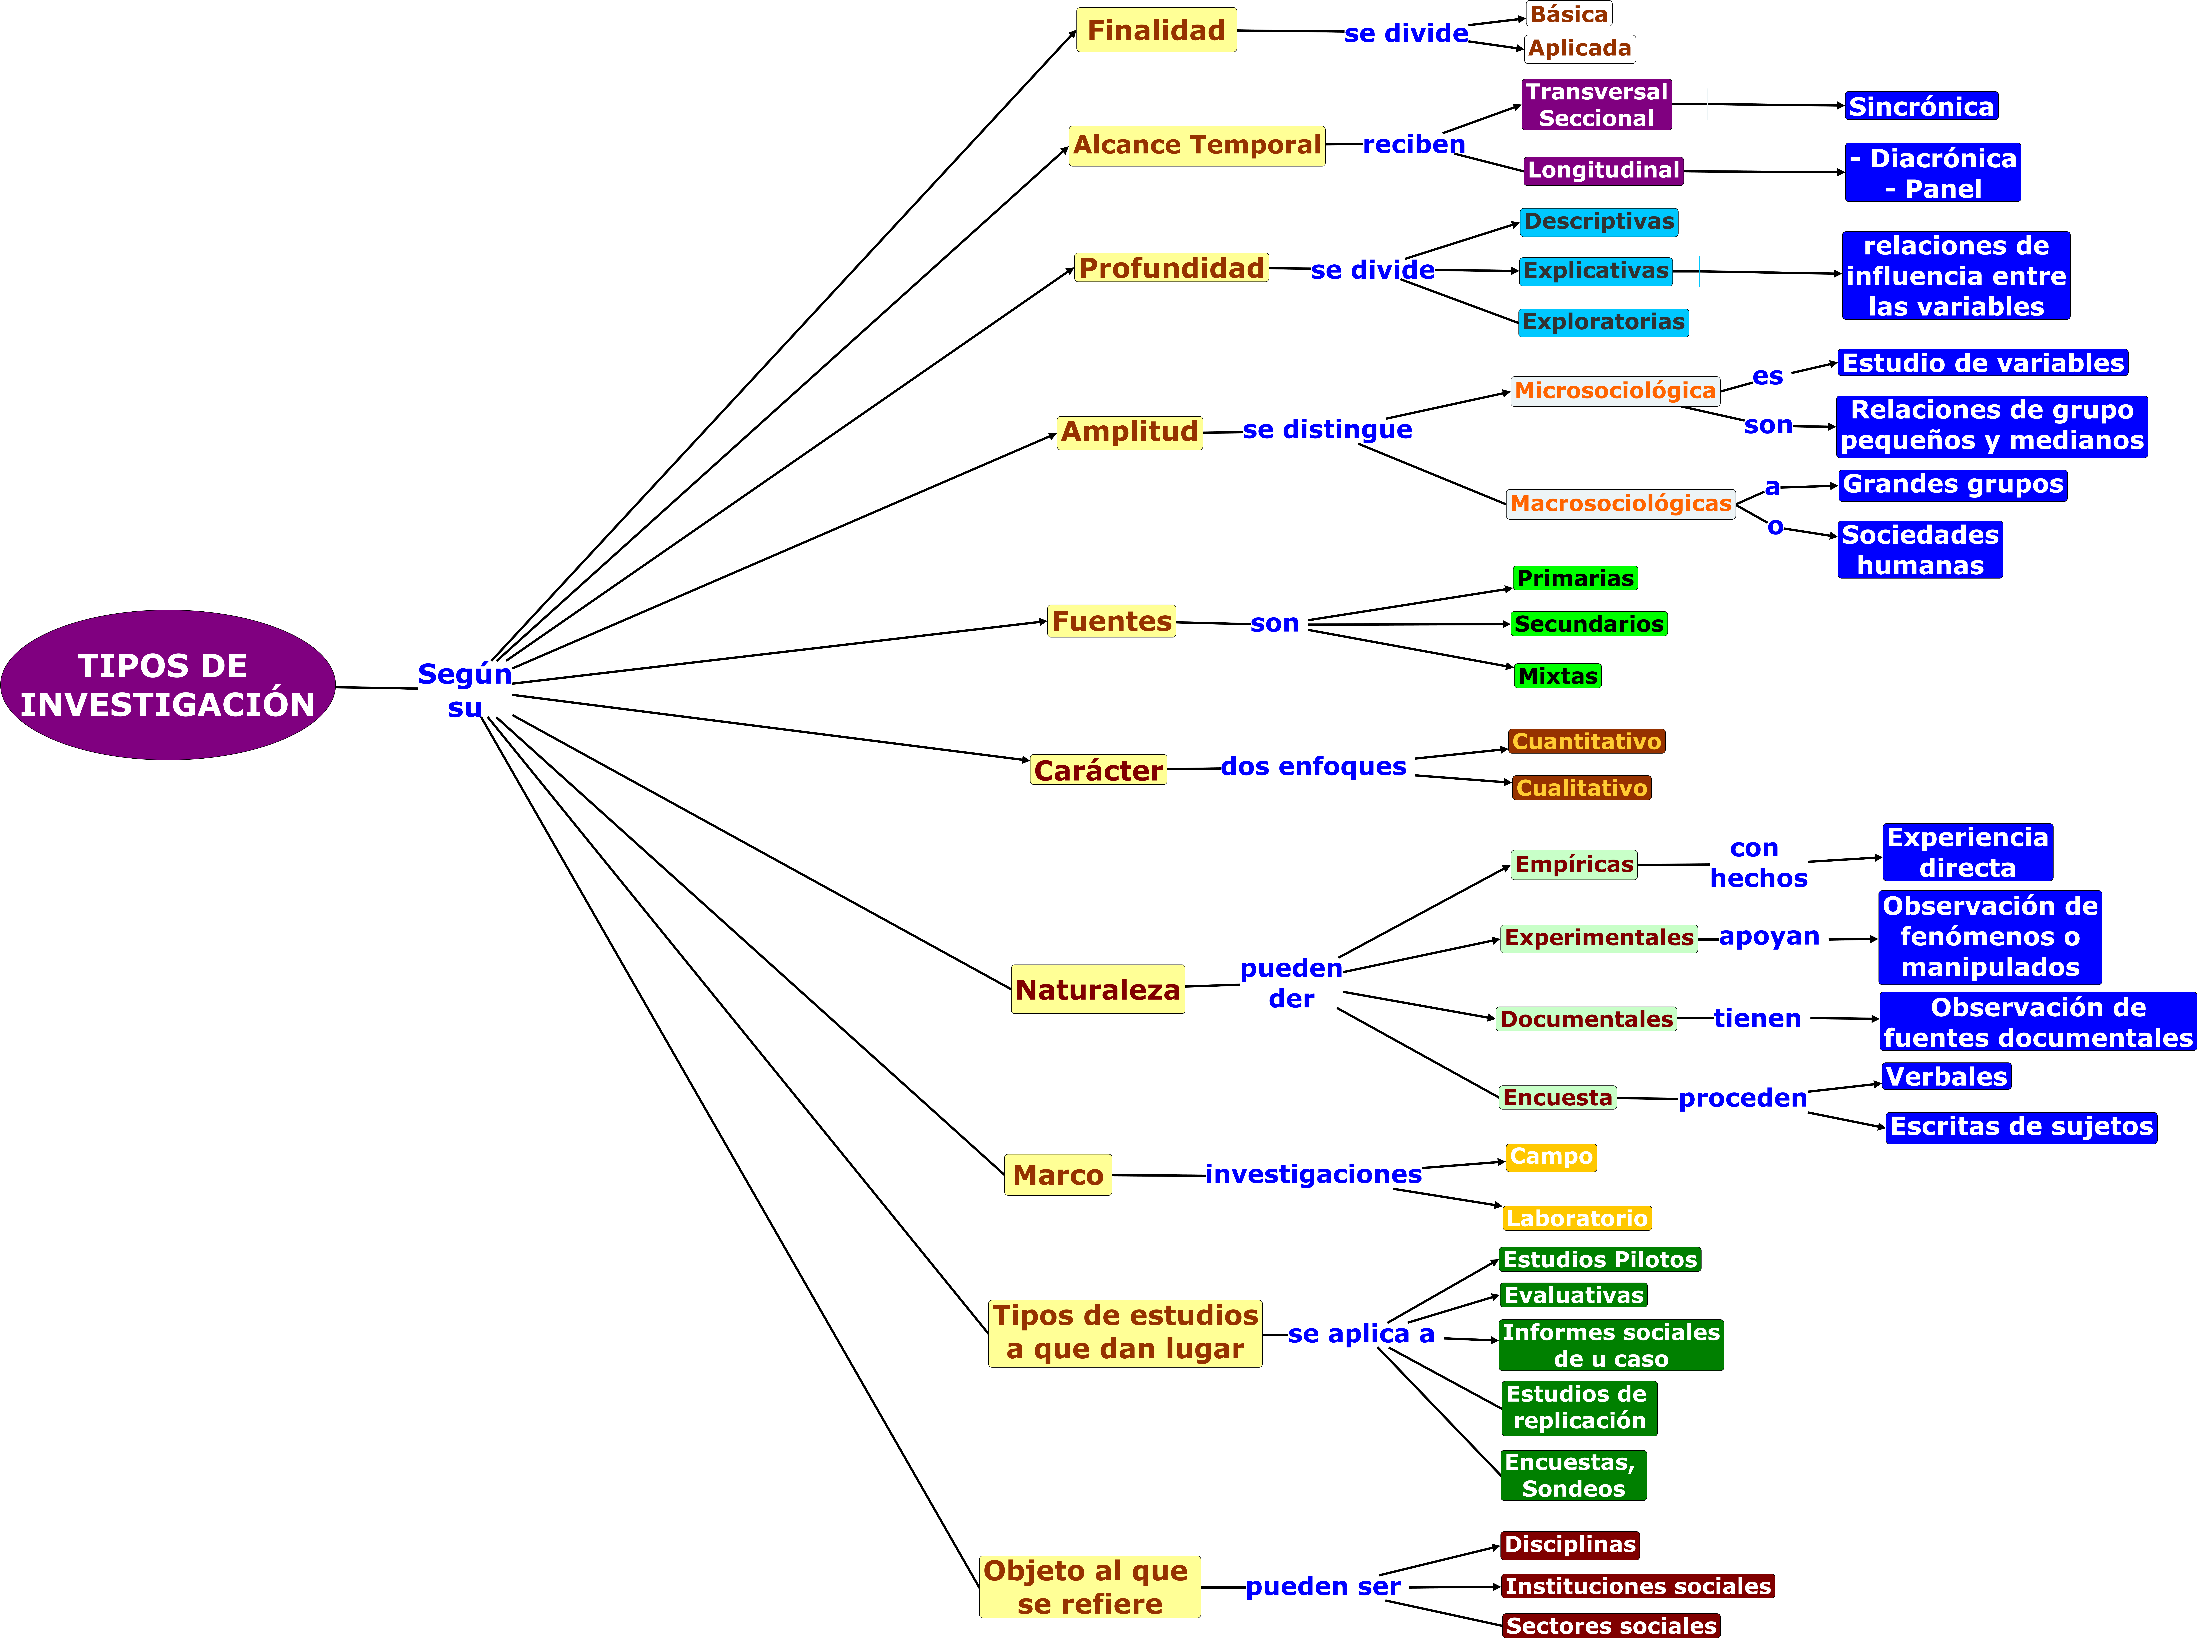 TIPOS DE
INVESTIGACIÓN
Según
su
Finalidad
se divide
Básica
Aplicada
Alcance Temporal
reciben
Transversal
Seccional
Sincrónica
Longitudinal
- Diacrónica
- Panel
Profundidad
se divide
Descriptivas
Explicativas
relaciones de
influencia entre
las variables
Exploratorias
Amplitud
se distingue
Microsociológica
es
Estudio de variables
son
Relaciones de grupo
pequeños y medianos
Macrosociológicas
a
Grandes grupos
o
Sociedades
humanas
Fuentes
son
Primarias
Secundarios
Mixtas
Carácter
dos enfoques
Cuantitativo
Cualitativo
Naturaleza
pueden
der
Empíricas
con
hechos
Experiencia
directa
Experimentales
apoyan
Observación de
fenómenos o
manipulados
Documentales
tienen
Observación de
fuentes documentales
Encuesta
proceden
Verbales
Escritas de sujetos
Marco
investigaciones
Campo
Laboratorio
Tipos de estudios
a que dan lugar
se aplica a
Estudios Pilotos
Evaluativas
Informes sociales
de u caso
Estudios de
replicación
Encuestas,
Sondeos
Objeto al que
se refiere
pueden ser
Disciplinas
Instituciones sociales
Sectores sociales